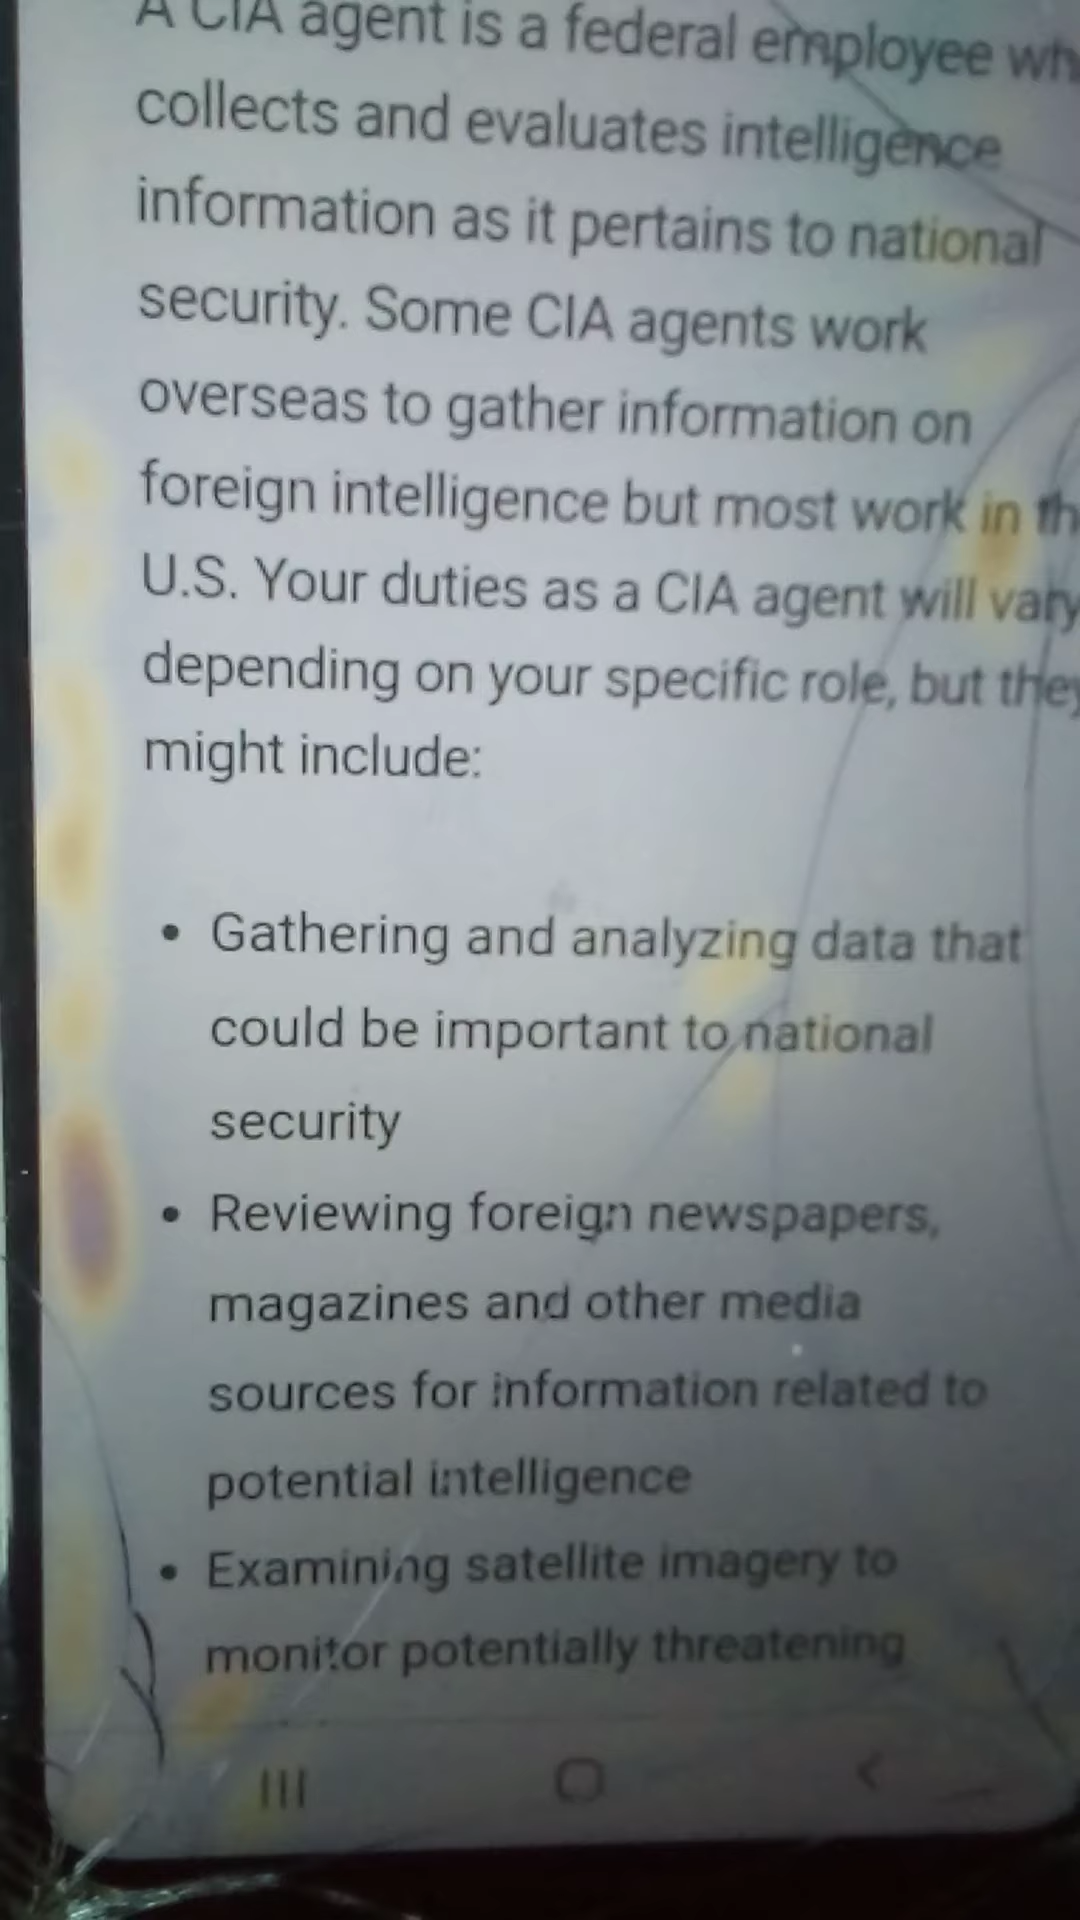 A CIA agent is a federal employee wh
collects and evaluates intelligence
information as it pertains to national
security. Some CIA agents work
overseas to gather information on
foreign intelligence but most work in th
U.S. Your duties as a CIA agent will vary
depending on your specific role, but they
might include:
• Gathering and analyzing data that
could be important to national
security
• Reviewing foreign newspapers,
magazines and other media
sources for information related to
potential intelligence
• Examining satellite imagery to
monitor potentially threatening